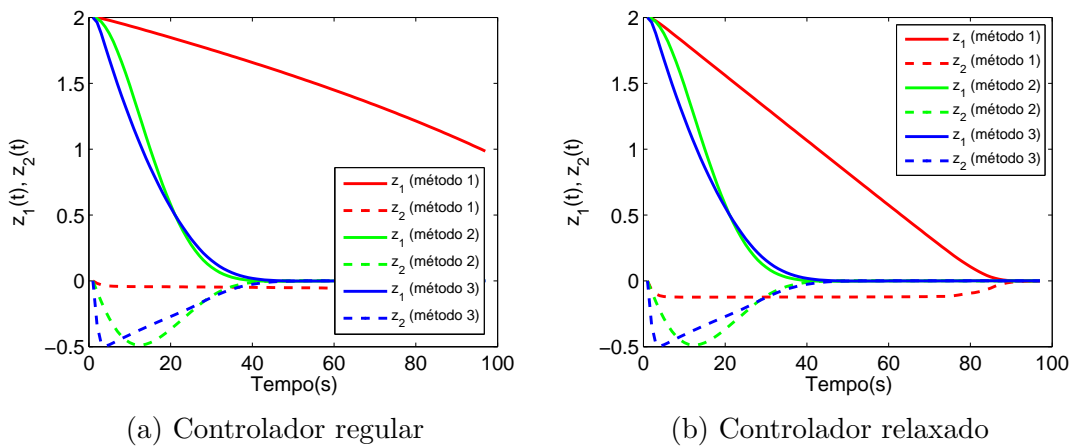 2
1.5
1
0.5
0
−0.5
z1(t), z2(t)
0
20
40
60
80
100
Tempo(s)
z1 (método 1)
z2 (método 1)
z1 (método 2)
z2 (método 2)
z1 (método 3)
z2 (método 3)
(a) Controlador regular
2
1.5
1
0.5
0
−0.5
z1(t), z2(t)
0
20
40
60
80
100
Tempo(s)
z1 (método 1)
z2 (método 1)
z1 (método 2)
z2 (método 2)
z1 (método 3)
z2 (método 3)
(b) Controlador relaxado